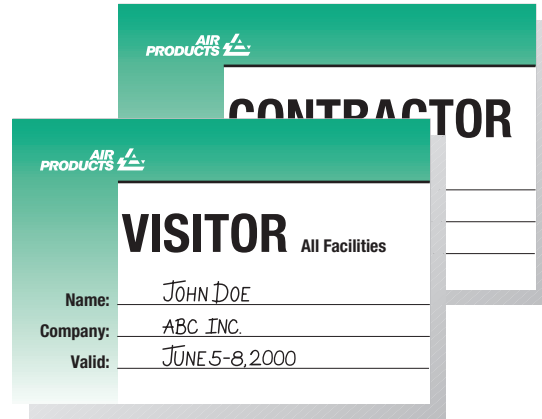 AIR
PRODUCTS
CONTRACTOR
AIR
PRODUCTS
VISITOR All Facilities
Name: JOHN DOE
Company: ABC INC.
Valid: JUNE 5-8, 2000